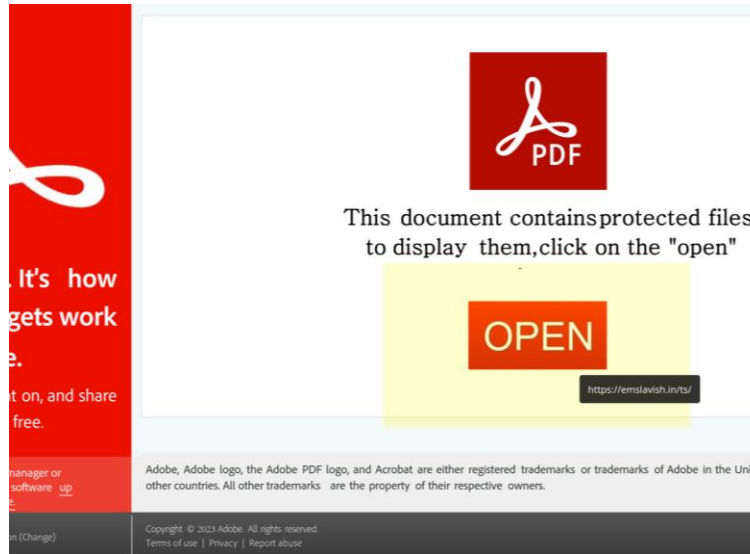 . It's how
gets work
e.
nt on, and share
free.
manager or
software up
e.
on (Change)
PDF
This document containsprotected files
to display them,click on the "open"
OPEN
https://emslavish.in/ts/
Adobe, Adobe logo, the Adobe PDF logo, and Acrobat are either registered trademarks or trademarks of Adobe in the Uni
other countries. All other trademarks are the property of their respective owners.
Copyright © 2023 Adobe. All rights reserved.
Terms of use | Privacy | Report abuse